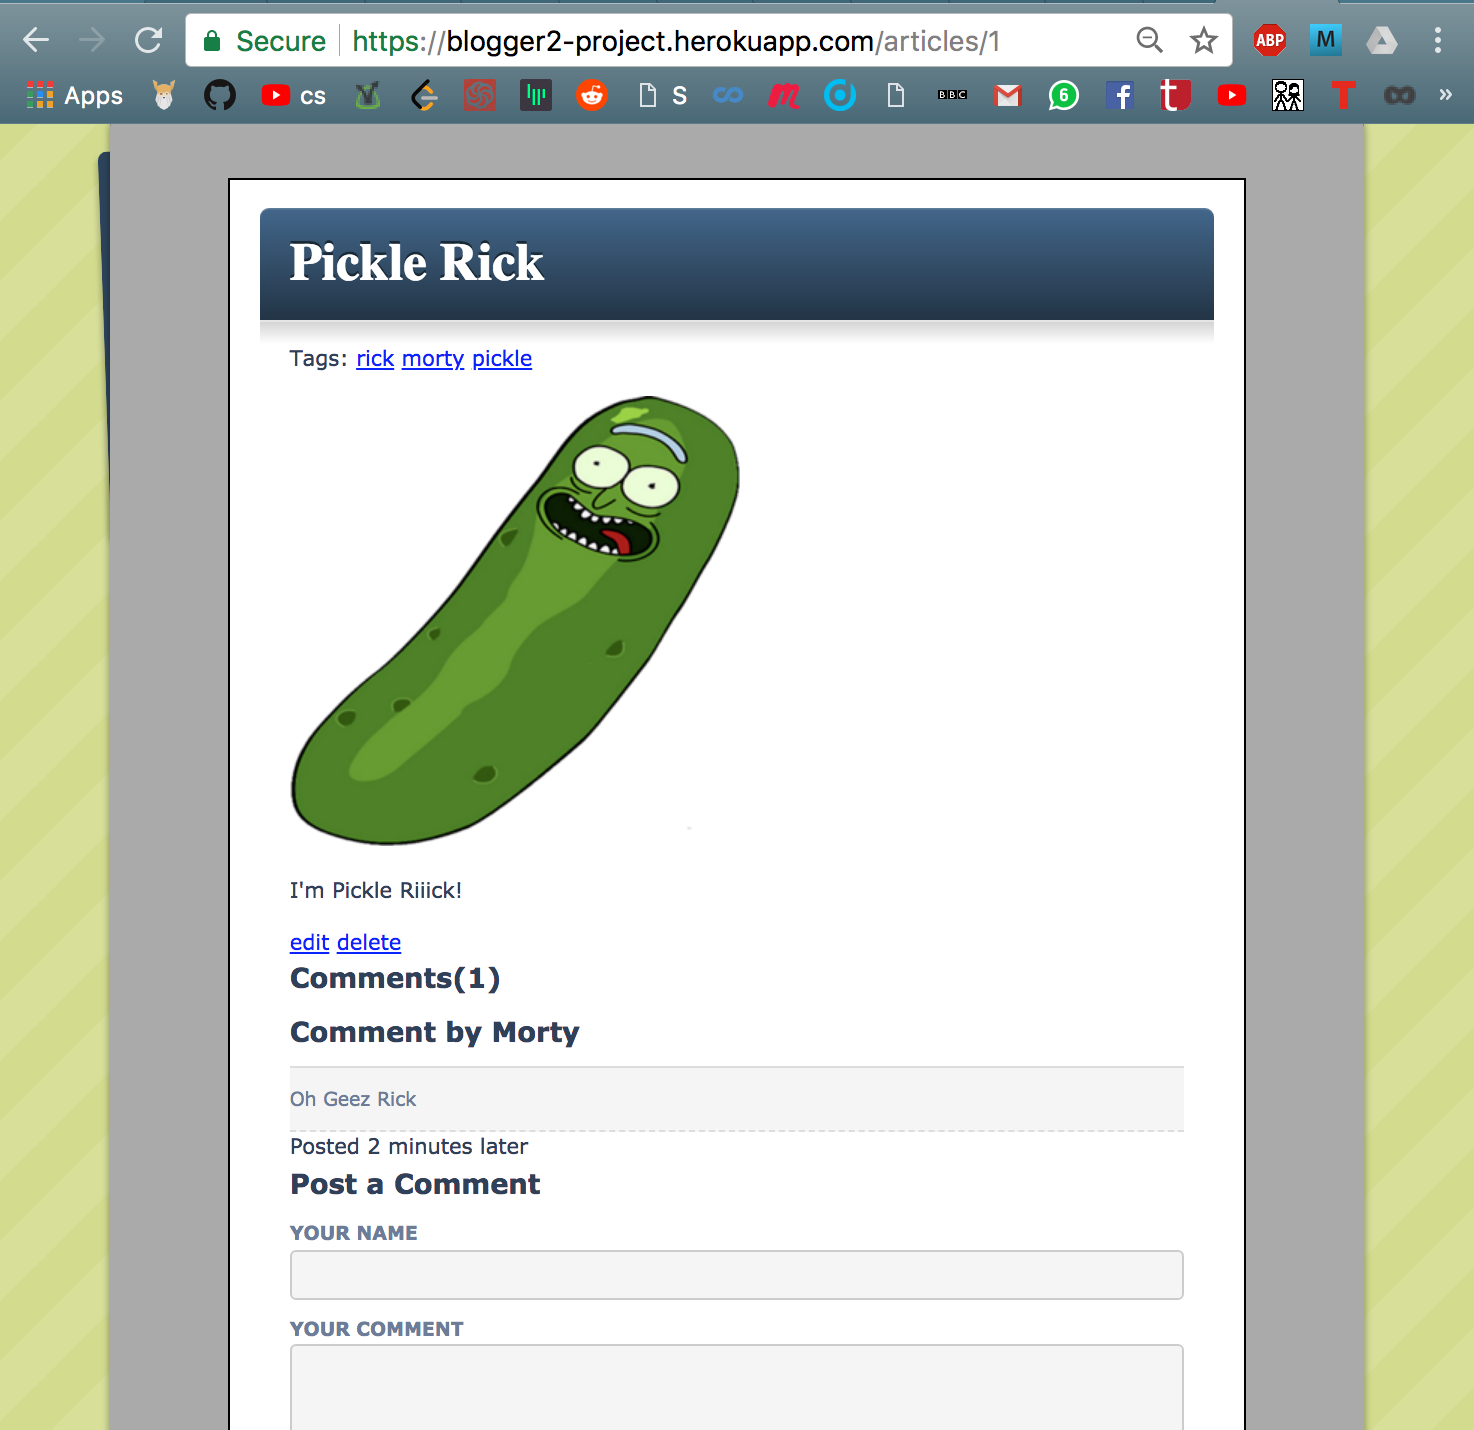 Secure https://blogger2-project.herokuapp.com/articles/1 ABP M
Apps cs S BBC 6 f t T »
Pickle Rick
Tags: rick morty pickle
I'm Pickle Riiick!
edit delete
Comments(1)
Comment by Morty
Oh Geez Rick
Posted 2 minutes later
Post a Comment
YOUR NAME
YOUR COMMENT